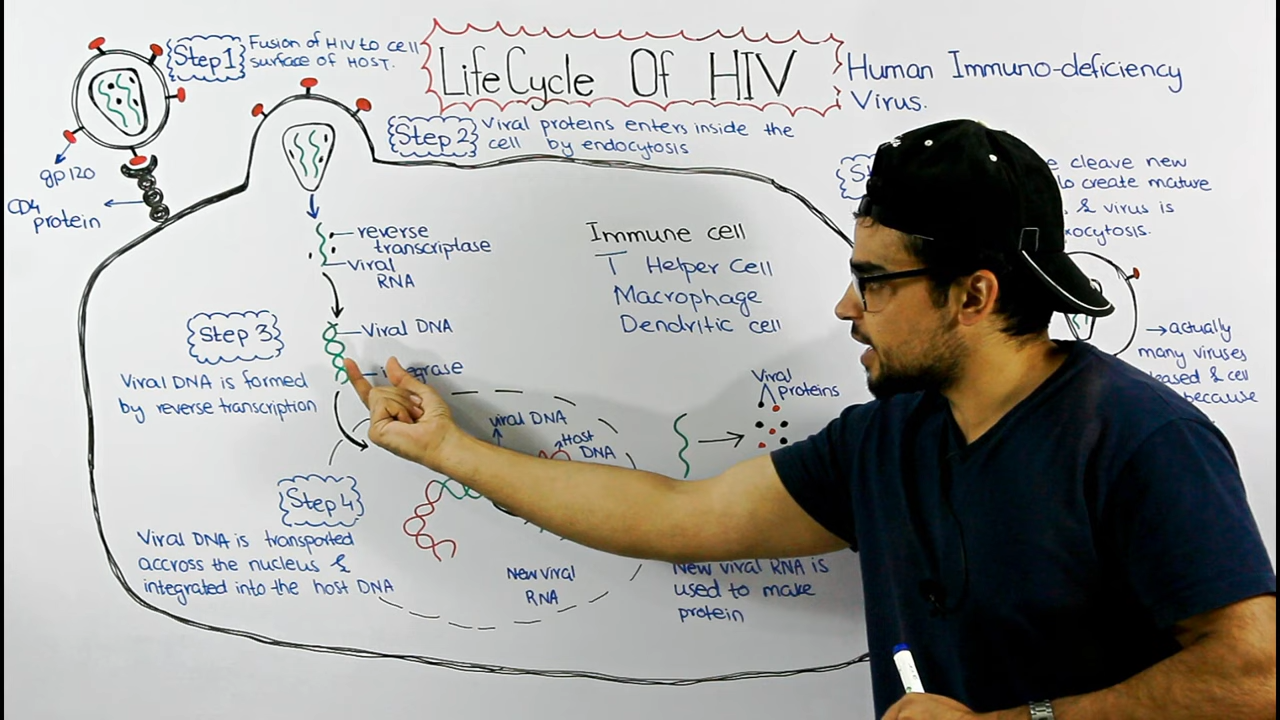 Life Cycle Of HIV
Human Immuno-deficiency
Virus.
Step 1
Fusion of HIV to cell
surface of HOST.
gp120
CD4
protein
Step 2
Viral proteins enters inside the
cell by endocytosis
reverse
transcriptase
Viral
RNA
Immune cell
T Helper Cell
Macrophage
Dendritic cell
Step 3
Viral DNA is formed
by reverse transcription
Viral DNA
viral DNA
Host
DNA
Step 4
Viral DNA is transported
accross the nucleus &
integrated into the host DNA
New viral
RNA
Viral
Proteins
New viral RNA is
used to make
protein
cleave new
create mature
& virus is
actually
many viruses
& cell
because